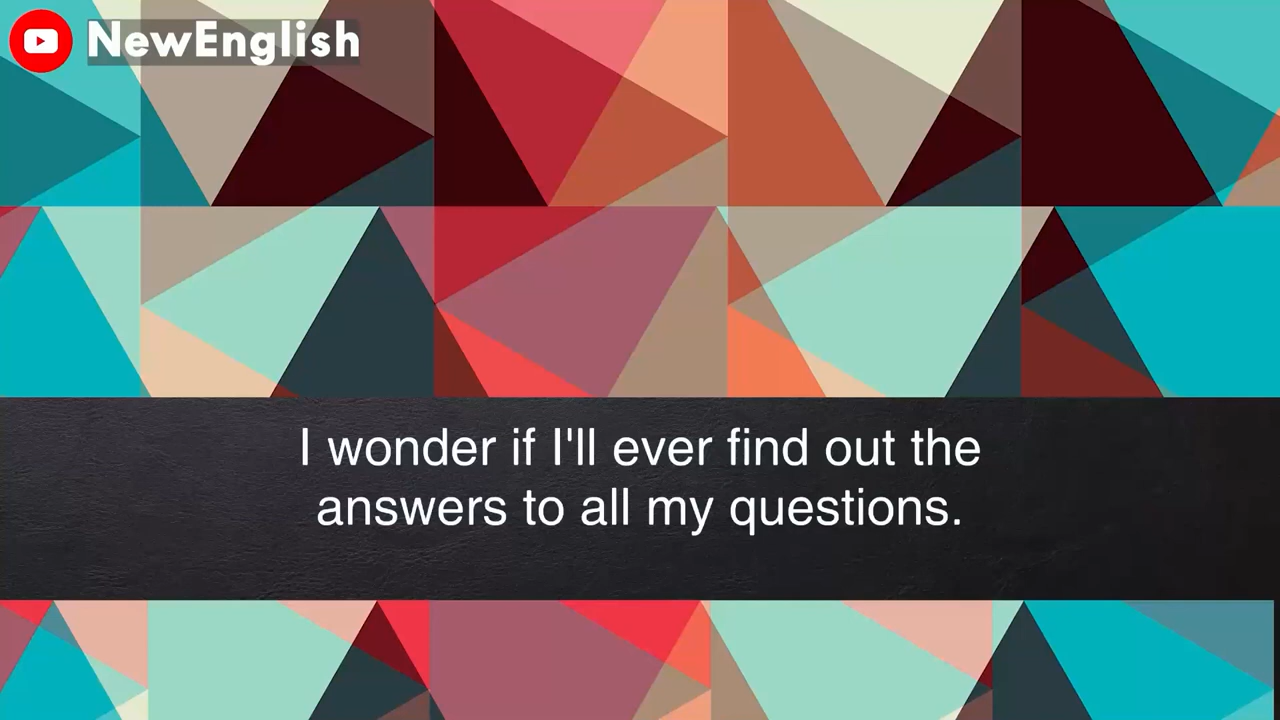 NewEnglish
I wonder if I'll ever find out the
answers to all my questions.